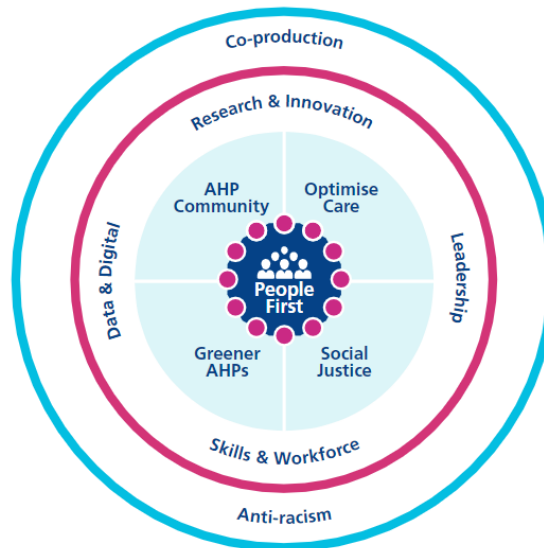 Co-production
Research & Innovation
AHP
Community
Optimise
Care
Data & Digital
Leadership
People
First
Greener
AHPs
Social
Justice
Skills & Workforce
Anti-racism